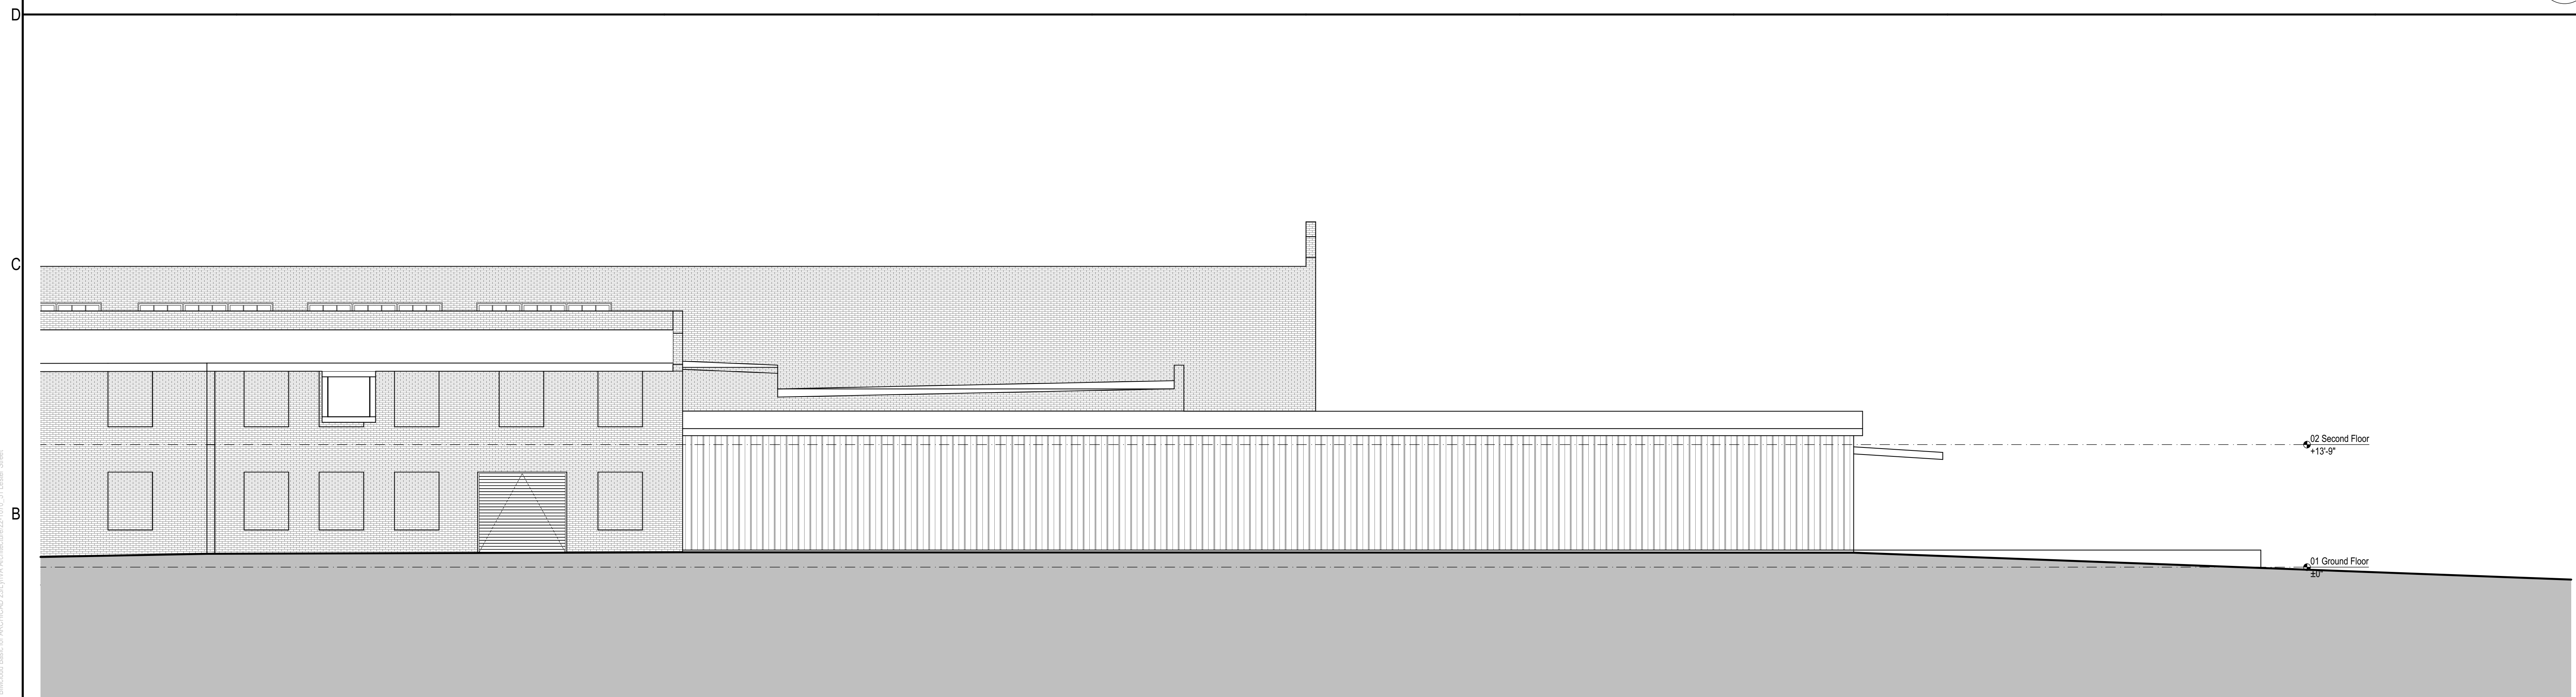 D
C
02 Second Floor
+13'-9"
B
01 Ground Floor
±0"